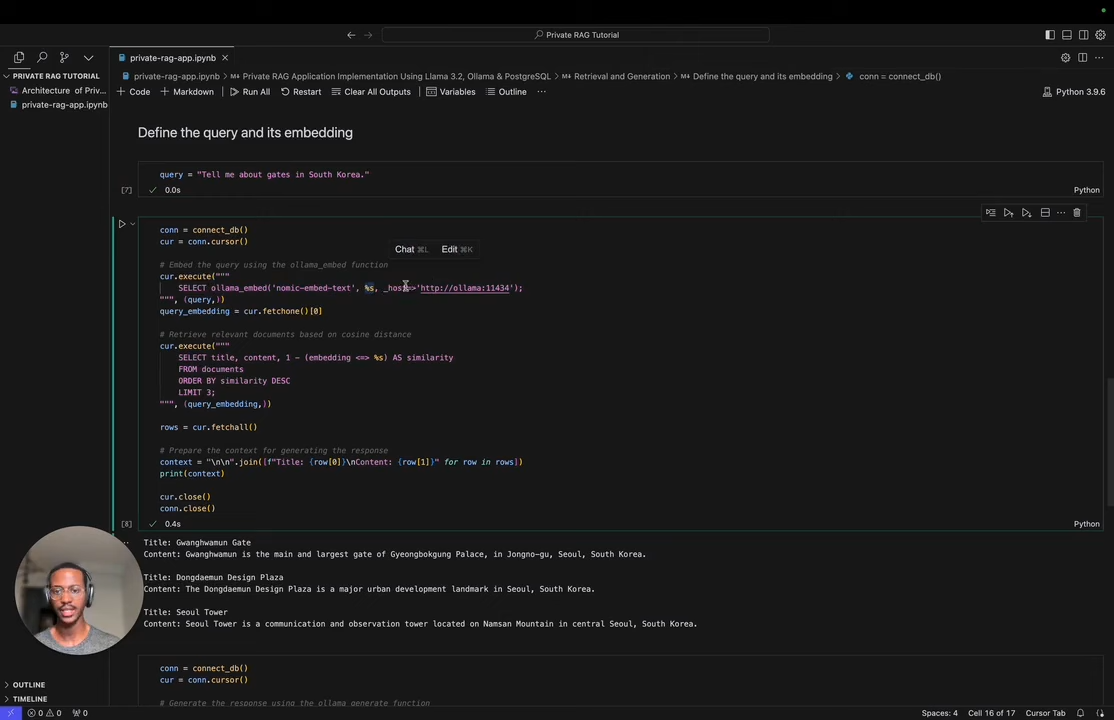 Private RAG Tutorial
private-rag-app.ipynb
PRIVATE RAG TUTORIAL
Architecture of Priv...
private-rag-app.ipynb
private-rag-app.ipynb > Private RAG Application Implementation Using Llama 3.2, Ollama & PostgreSQL > Retrieval and Generation > Define the query and its embedding > conn = connect_db()
+ Code + Markdown Run All Restart Clear All Outputs Variables Outline ... Python 3.9.6
Define the query and its embedding
query = "Tell me about gates in South Korea."
[7] 0.0s Python
conn = connect_db()
cur = conn.cursor()
Chat ⌘L Edit ⌘K
# Embed the query using the ollama_embed function
cur.execute("""
SELECT ollama_embed('nomic-embed-text', %s, _host=>'http://ollama:11434');
""", (query,))
query_embedding = cur.fetchone()[0]
# Retrieve relevant documents based on cosine distance
cur.execute("""
SELECT title, content, 1 - (embedding <=> %s) AS similarity
FROM documents
ORDER BY similarity DESC
LIMIT 3;
""", (query_embedding,))
rows = cur.fetchall()
# Prepare the context for generating the response
context = "\n\n".join([f"Title: {row[0]}\nContent: {row[1]}" for row in rows])
print(context)
cur.close()
conn.close()
[8] 0.4s Python
Title: Gwanghwamun Gate
Content: Gwanghwamun is the main and largest gate of Gyeongbokgung Palace, in Jongno-gu, Seoul, South Korea.
Title: Dongdaemun Design Plaza
Content: The Dongdaemun Design Plaza is a major urban development landmark in Seoul, South Korea.
Title: Seoul Tower
Content: Seoul Tower is a communication and observation tower located on Namsan Mountain in central Seoul, South Korea.
conn = connect_db()
cur = conn.cursor()
# Generate the response using the ollama_generate function
OUTLINE
TIMELINE
0 0 0 Spaces: 4 Cell 16 of 17 Cursor Tab